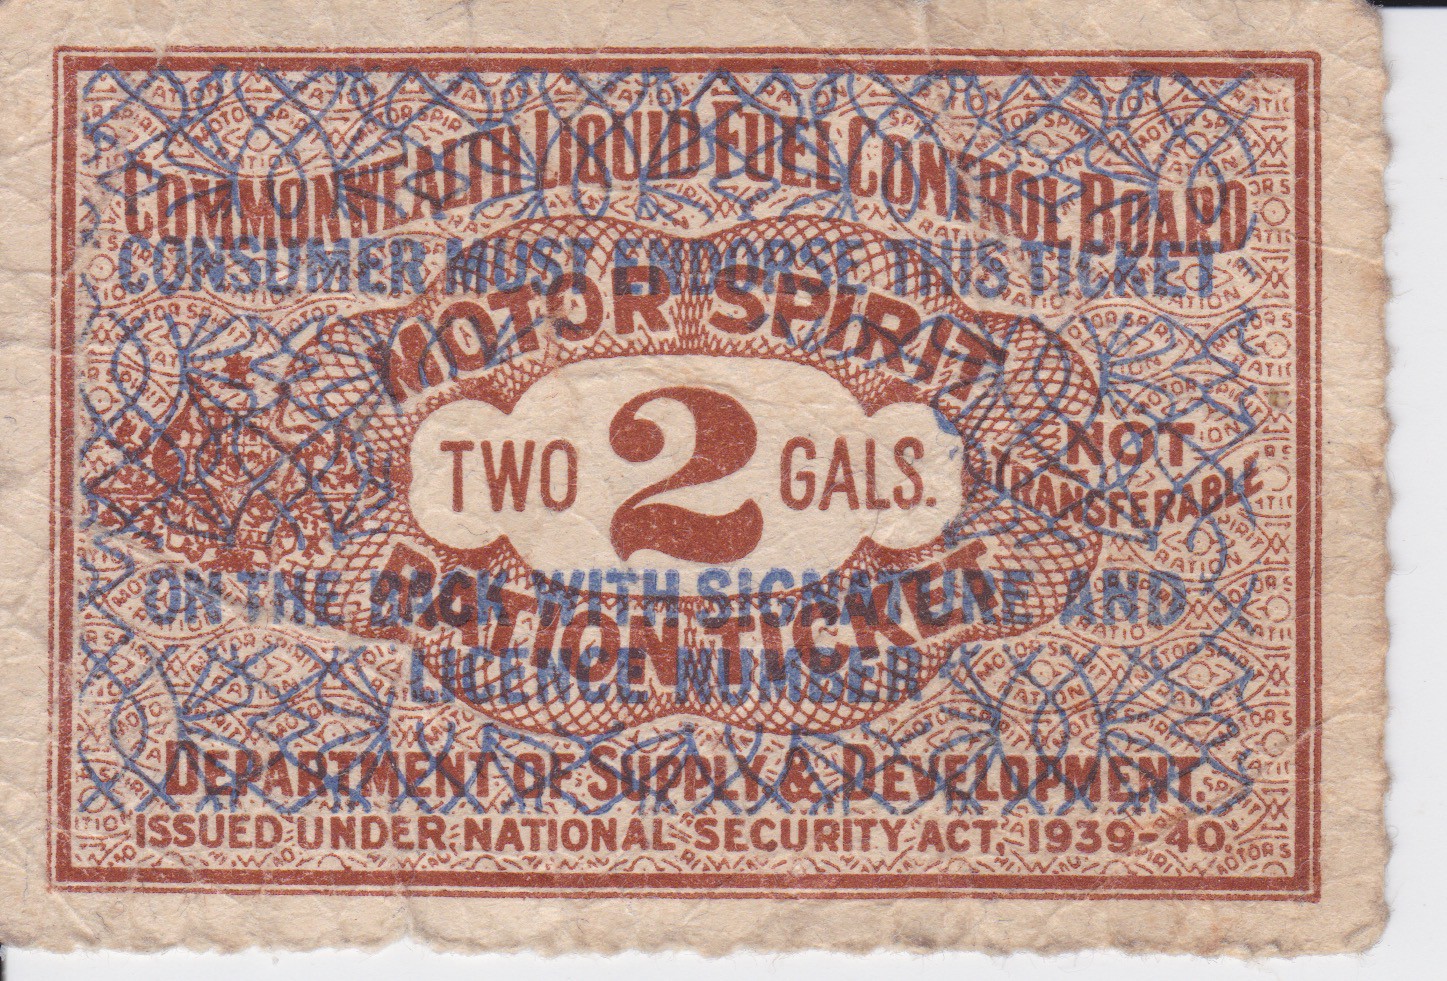 COMMONWEALTH LIQUID FUEL CONTROL BOARD
CONSUMER MUST ENDORSE THIS TICKET
MOTOR SPIRIT
TWO 2 GALS.
NOT
TRANSFERABLE
ON THE BACK WITH SIGNATURE AND
RATION TICKET
LICENCE NUMBER
DEPARTMENT OF SUPPLY & DEVELOPMENT.
ISSUED UNDER NATIONAL SECURITY ACT, 1939-40.